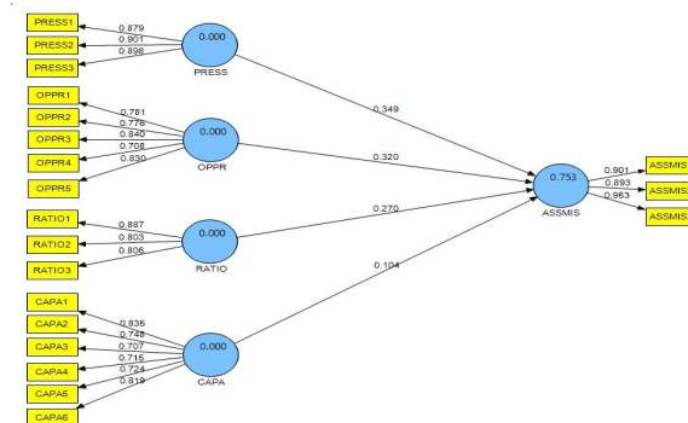 PRESS1
PRESS2
PRESS3
0.879
0.901
0.898
0.000
PRESS
OPPR1
OPPR2
OPPR3
OPPR4
OPPR5
0.781
0.776
0.840
0.708
0.830
0.000
OPPR
RATIO1
RATIO2
RATIO3
0.887
0.803
0.806
0.000
RATIO
CAPA1
CAPA2
CAPA3
CAPA4
CAPA5
CAPA6
0.835
0.748
0.707
0.715
0.724
0.819
0.000
CAPA
0.349
0.320
0.270
0.104
0.753
ASSMIS
0.901
0.893
0.953
ASSMIS
ASSMIS
ASSMIS